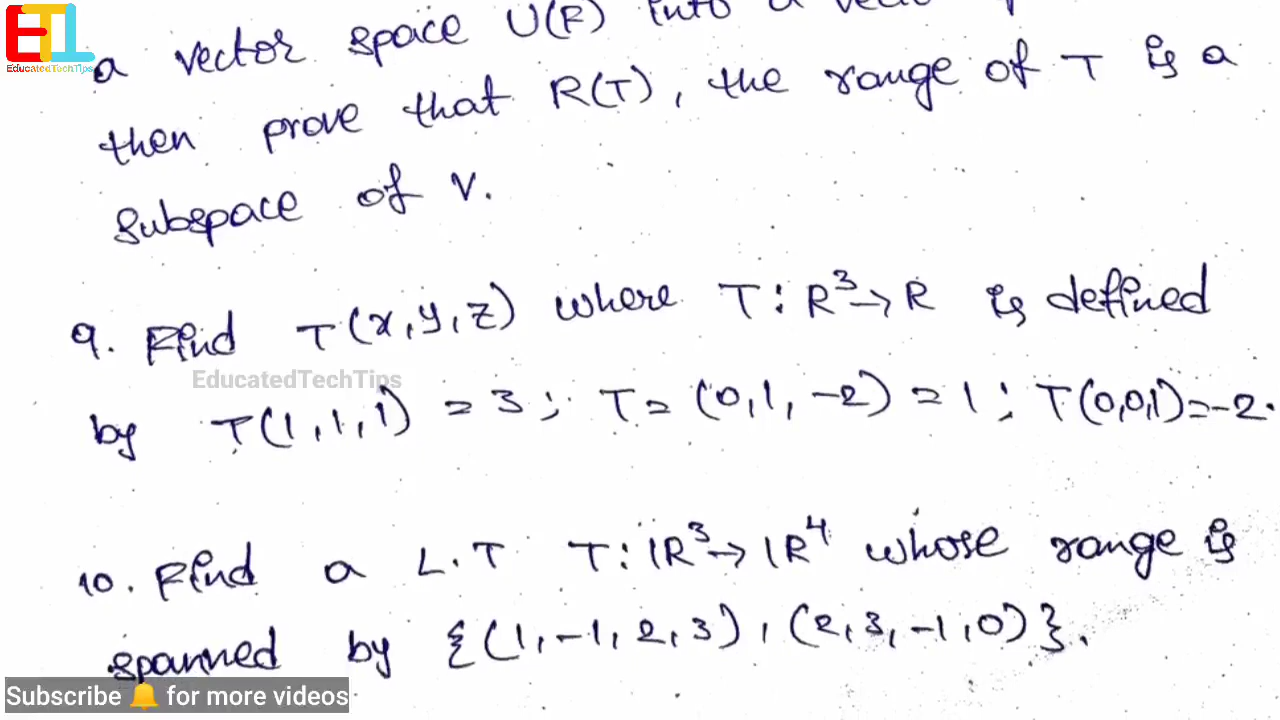 ETL
EducatedTechTips
a vector space U(F) into a vector
then prove that R(T), the range of T is a
subspace of V.
9. Find T(x,y,z) where T: R³→R is defined
EducatedTechTips
by T(1,1,1) = 3; T= (0,1,-2) = 1; T(0,0,1)=-2.
10. Find a L.T T: IR³→IR⁴ whose range is
spanned by {(1,-1,2,3), (2,3,-1,0)}.
Subscribe 🔔 for more videos